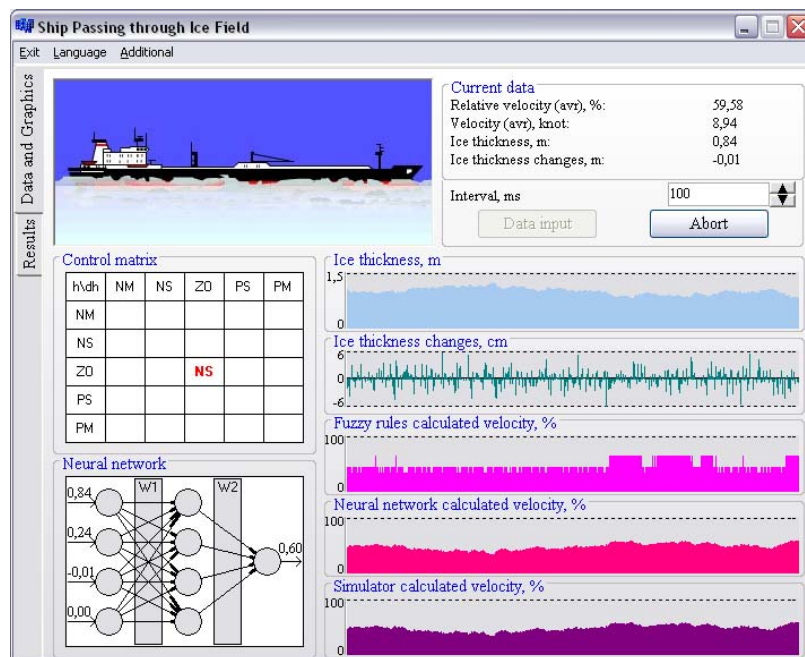 Ship Passing through Ice Field
Exit Language Additional
Data and Graphics
Results
Current data
Relative velocity (avr), %: 59,58
Velocity (avr), knot: 8,94
Ice thickness, m: 0,84
Ice thickness changes, m: -0,01
Interval, ms 100
Data input Abort
Control matrix
h\dh NM NS ZO PS PM
NM
NS
ZO NS
PS
PM
Neural network
W1 W2
0,84
0,24
-0,01
0,00
0,60
Ice thickness, m
1,5
0
Ice thickness changes, cm
6
0
-6
Fuzzy rules calculated velocity, %
100
0
Neural network calculated velocity, %
100
0
Simulator calculated velocity, %
100
0